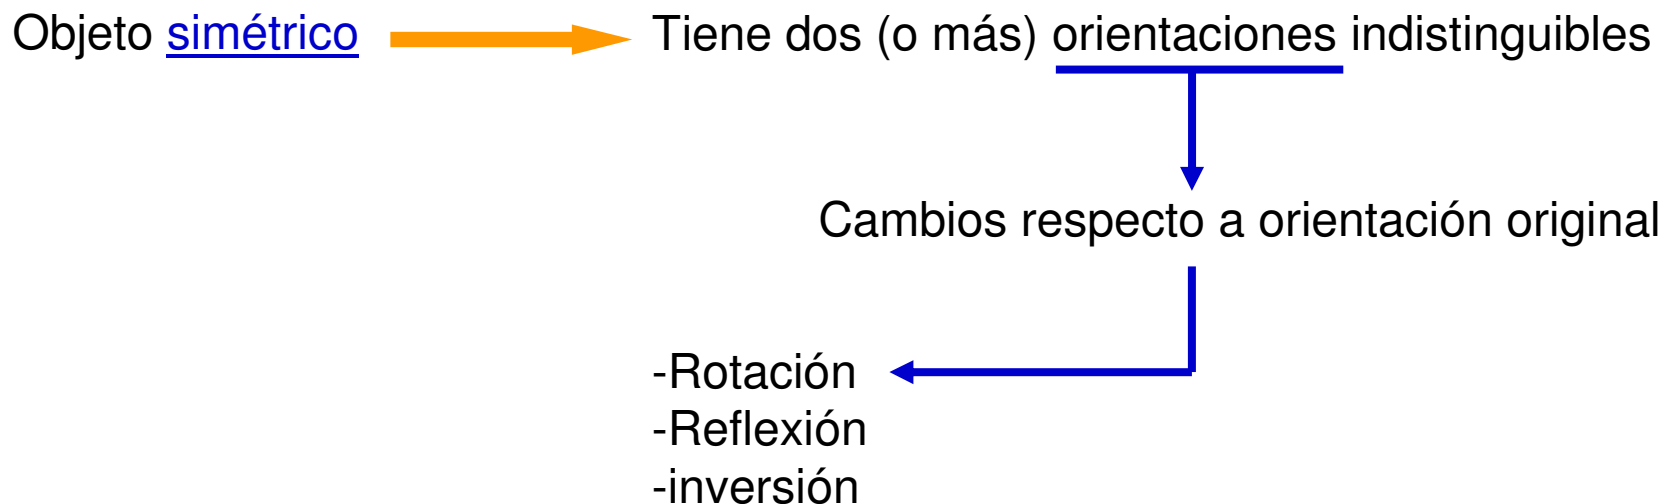 Objeto simétrico Tiene dos (o más) orientaciones indistinguibles
Cambios respecto a orientación original
-Rotación
-Reflexión
-inversión